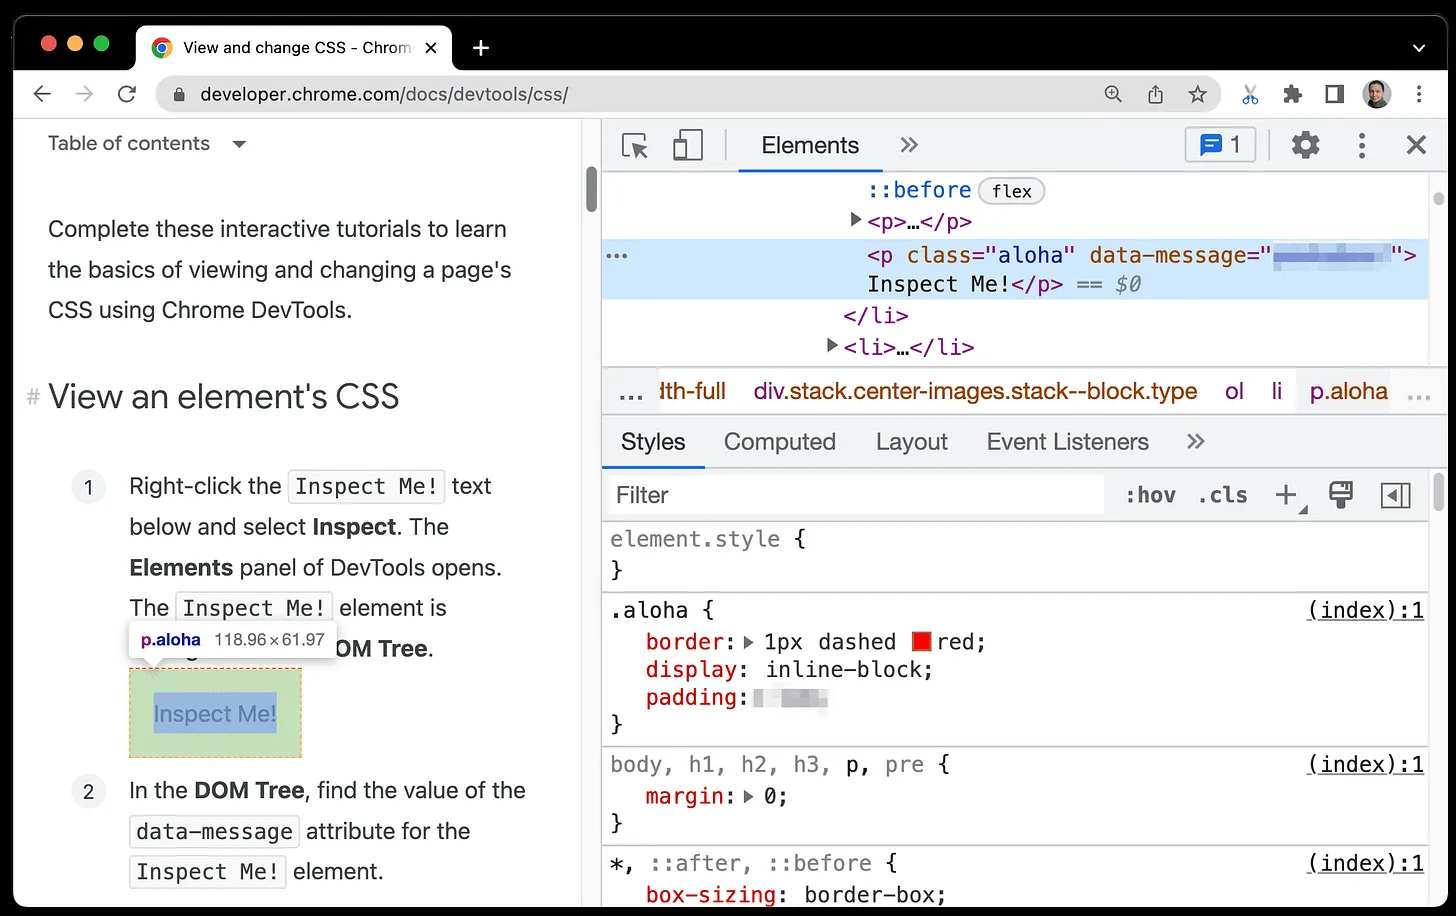 View and change CSS - Chrom
developer.chrome.com/docs/devtools/css/
Table of contents
Complete these interactive tutorials to learn
the basics of viewing and changing a page's
CSS using Chrome DevTools.
# View an element's CSS
1 Right-click the Inspect Me! text
below and select Inspect. The
Elements panel of DevTools opens.
The Inspect Me! element is
p.aloha 118.96×61.97
OM Tree.
Inspect Me!
2 In the DOM Tree, find the value of the
data-message attribute for the
Inspect Me! element.
Elements » 1
::before flex
<p>…</p>
<p class="aloha" data-message="">
Inspect Me!</p> == $0
</li>
<li>…</li>
… dth-full div.stack.center-images.stack--block.type ol li p.aloha …
Styles Computed Layout Event Listeners »
Filter :hov .cls +
element.style {
}
.aloha { (index):1
border: 1px dashed red;
display: inline-block;
padding:
}
body, h1, h2, h3, p, pre { (index):1
margin: 0;
}
*, ::after, ::before { (index):1
box-sizing: border-box;